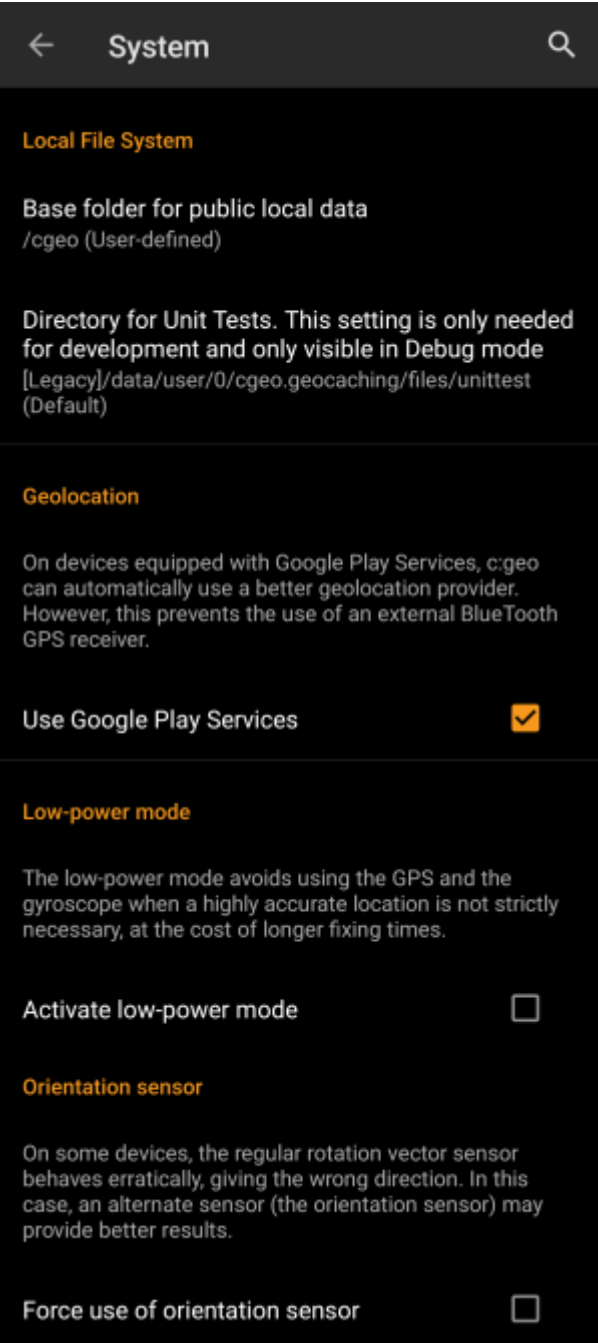 System
Local File System
Base folder for public local data
/cgeo (User-defined)
Directory for Unit Tests. This setting is only needed
for development and only visible in Debug mode
[Legacy]/data/user/0/cgeo.geocaching/files/unittest
(Default)
Geolocation
On devices equipped with Google Play Services, c:geo
can automatically use a better geolocation provider.
However, this prevents the use of an external BlueTooth
GPS receiver.
Use Google Play Services
Low-power mode
The low-power mode avoids using the GPS and the
gyroscope when a highly accurate location is not strictly
necessary, at the cost of longer fixing times.
Activate low-power mode
Orientation sensor
On some devices, the regular rotation vector sensor
behaves erratically, giving the wrong direction. In this
case, an alternate sensor (the orientation sensor) may
provide better results.
Force use of orientation sensor